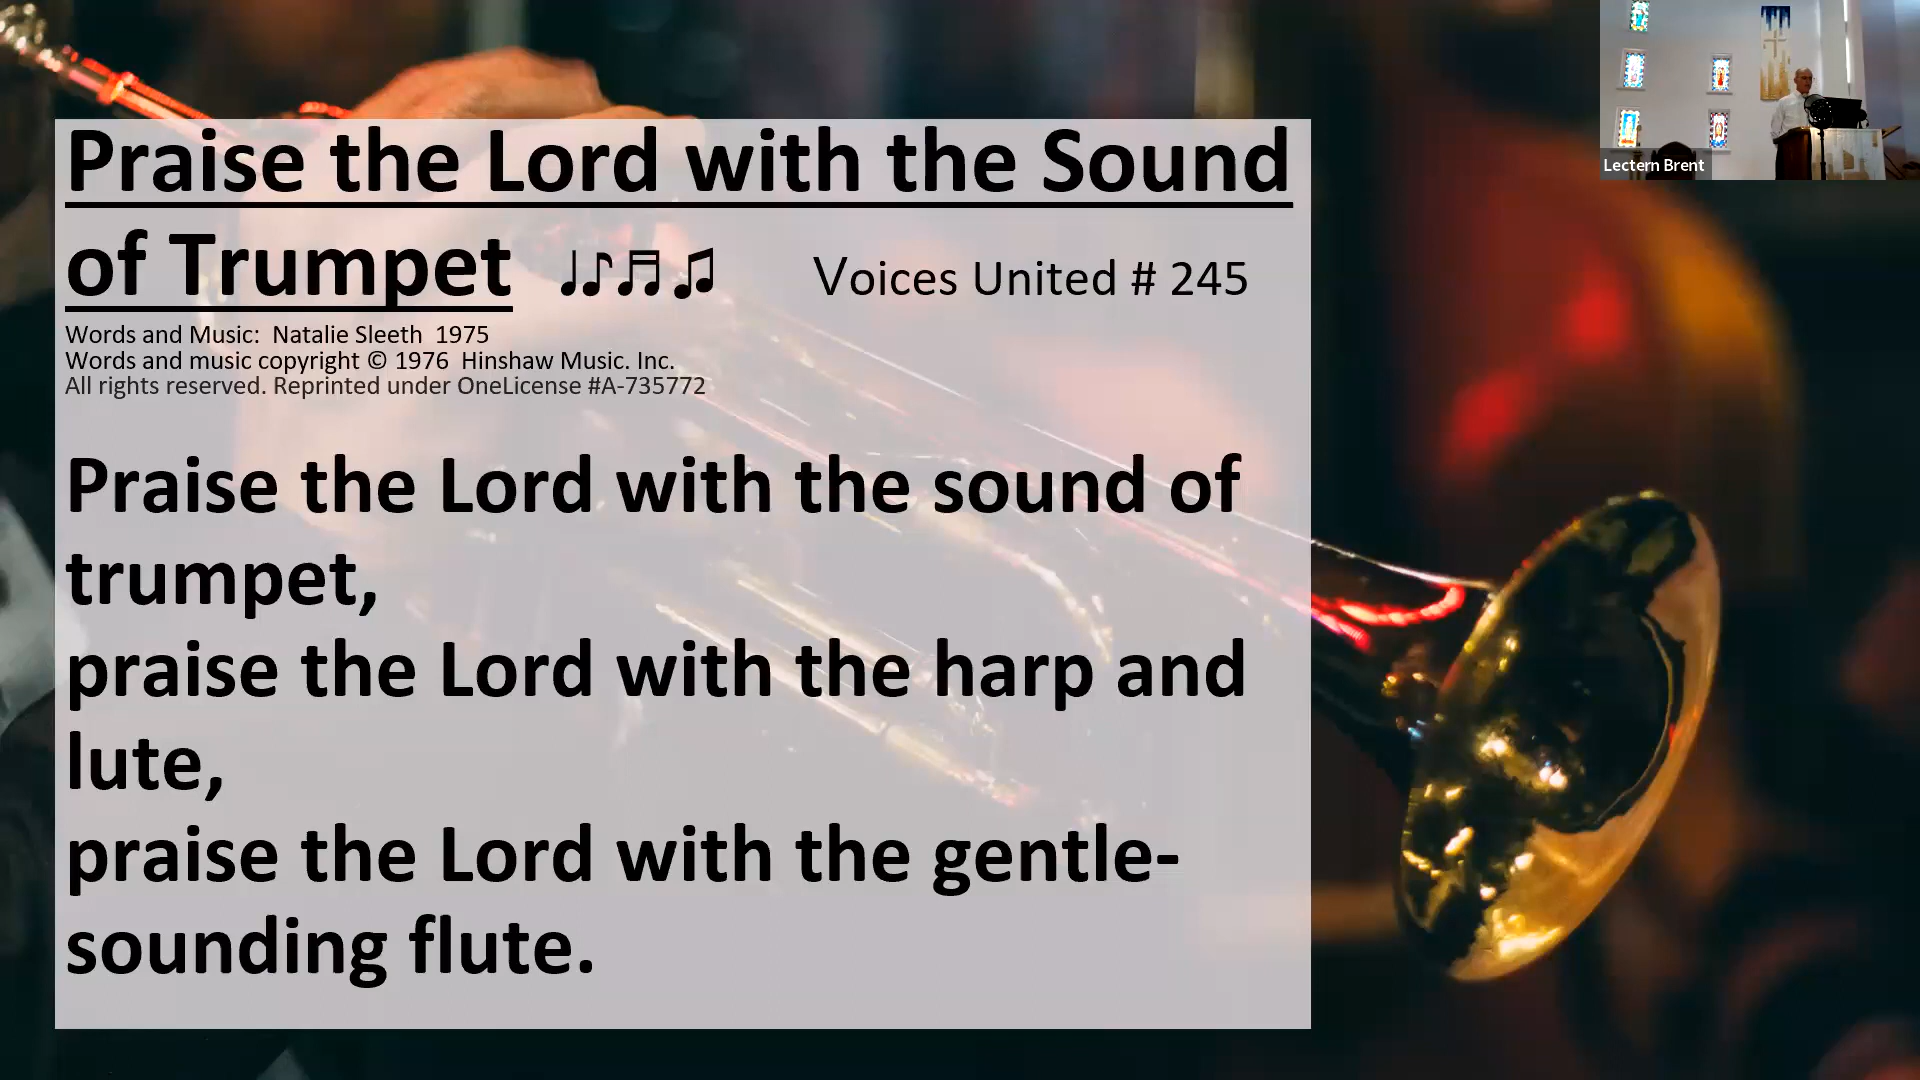 Praise the Lord with the Sound
of Trumpet ♩♪♬♫ Voices United # 245
Words and Music:  Natalie Sleeth  1975
Words and music copyright © 1976  Hinshaw Music. Inc.
All rights reserved. Reprinted under OneLicense #A-735772
Praise the Lord with the sound of
trumpet,
praise the Lord with the harp and
lute,
praise the Lord with the gentle-
sounding flute.
Lectern Brent